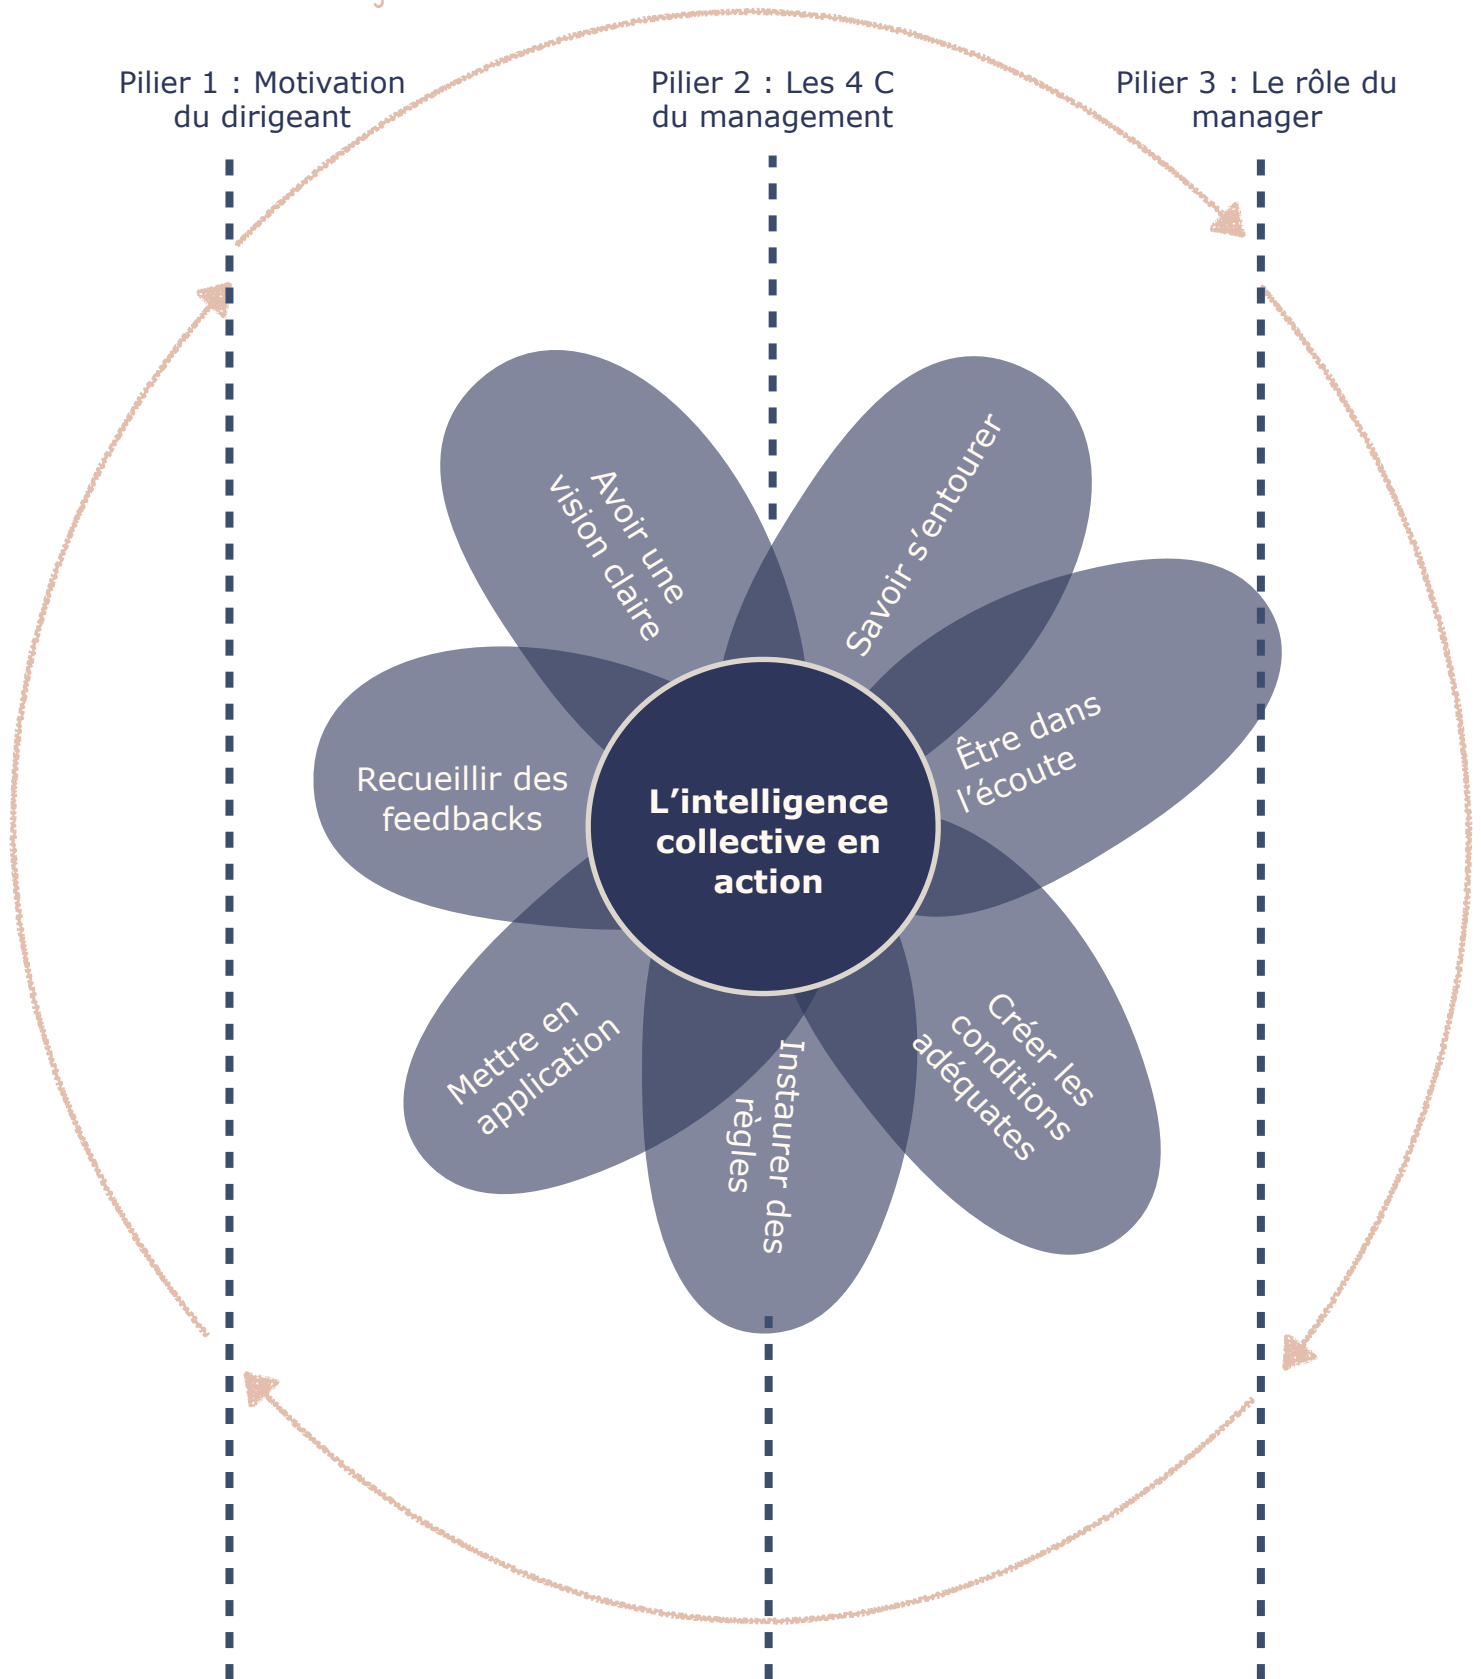 Pilier 1 : Motivation
du dirigeant
Pilier 2 : Les 4 C
du management
Pilier 3 : Le rôle du
manager
Avoir une
vision claire
Savoir s’entourer
Être dans
l’écoute
Créer les
conditions
adéquates
Instaurer des
règles
Mettre en
application
Recueillir des
feedbacks
L’intelligence
collective en
action